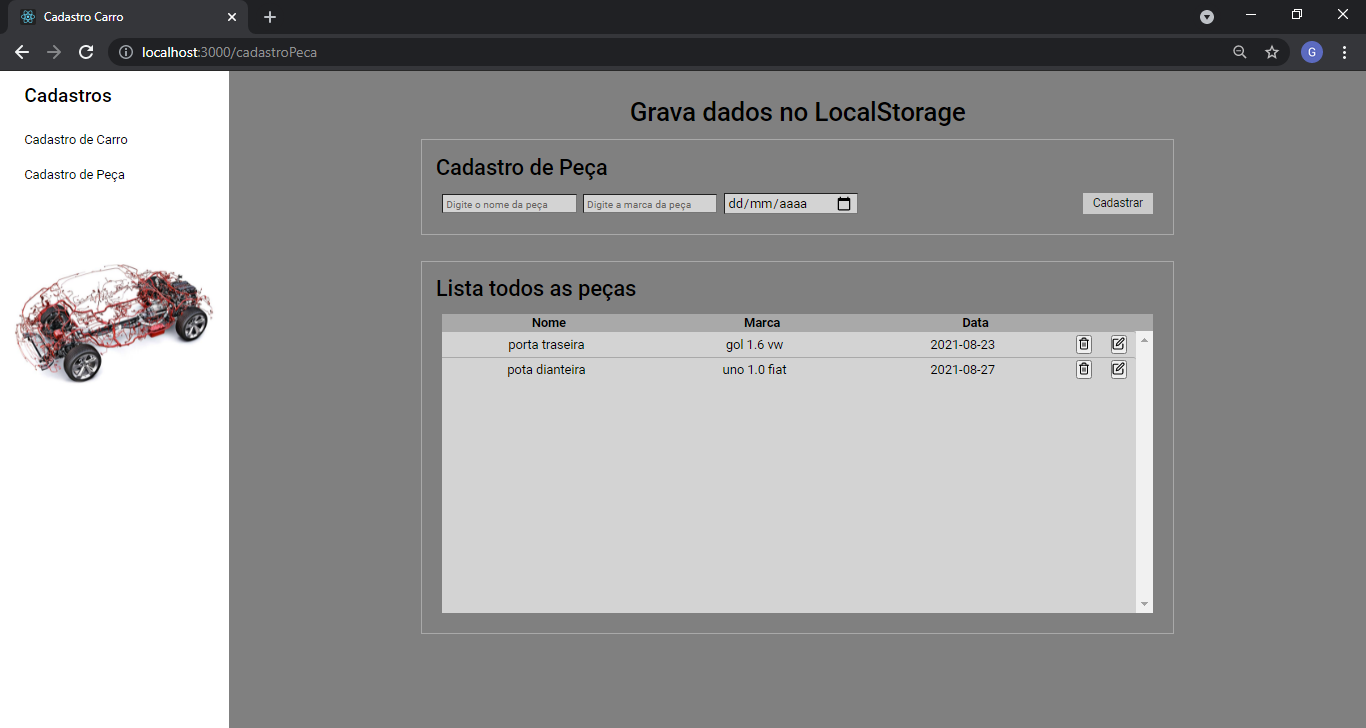 Cadastro Carro
localhost:3000/cadastroPeca
G
Cadastros
Cadastro de Carro
Cadastro de Peça
Grava dados no LocalStorage
Cadastro de Peça
Digite o nome da peça Digite a marca da peça dd/mm/aaaa Cadastrar
Lista todos as peças
Nome Marca Data
porta traseira gol 1.6 vw 2021-08-23
pota dianteira uno 1.0 fiat 2021-08-27